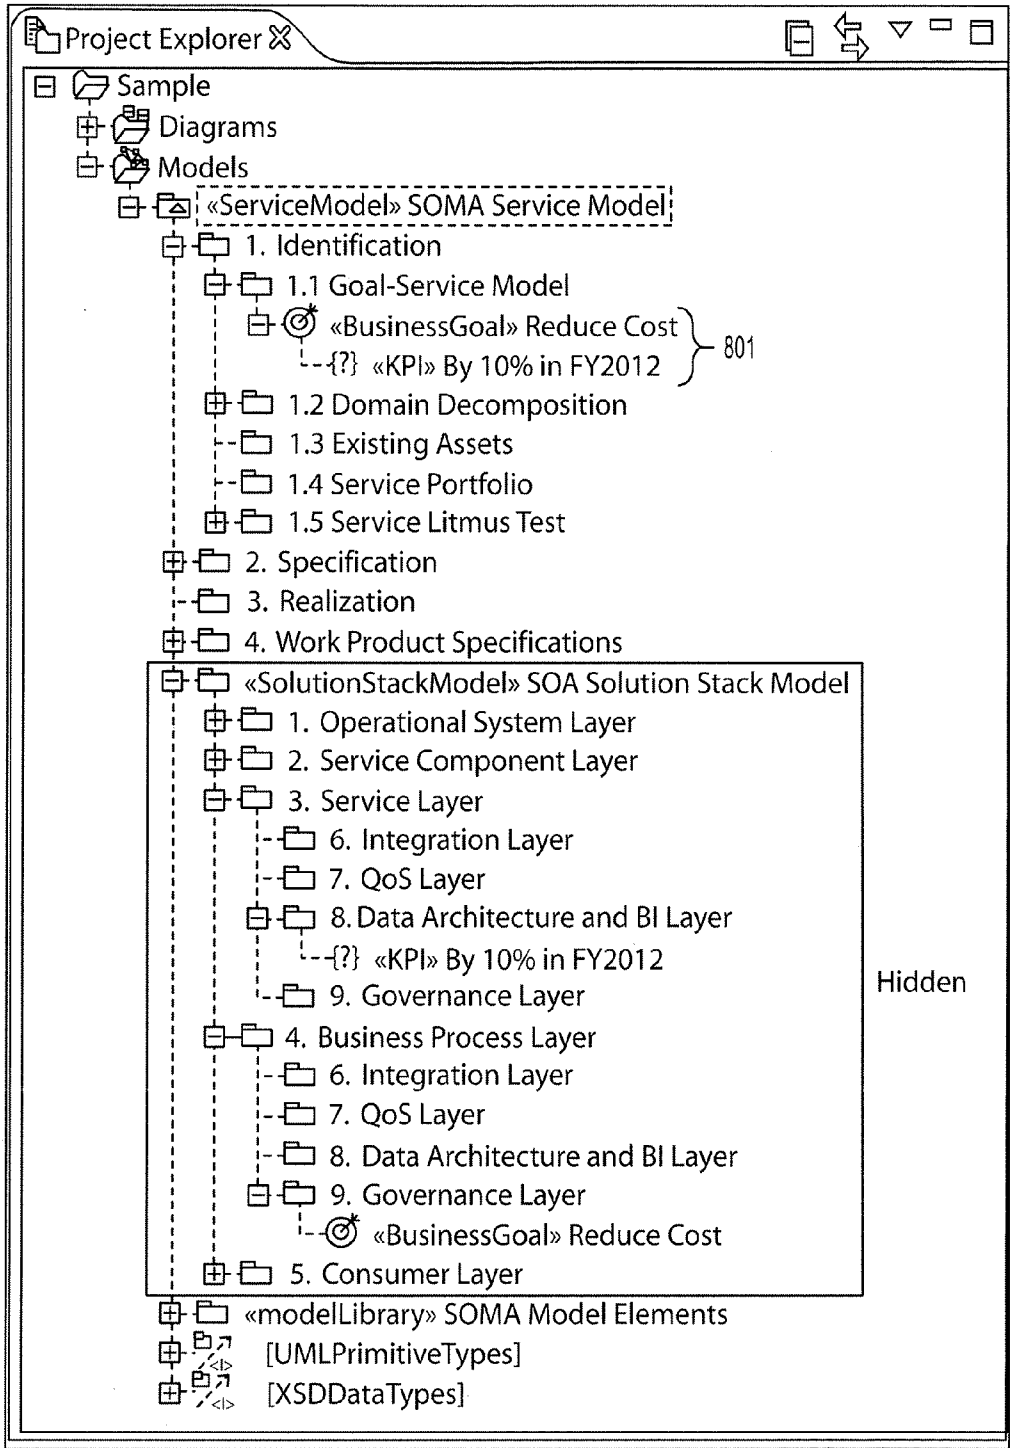 Project Explorer
Sample
Diagrams
Models
«ServiceModel» SOMA Service Model
1. Identification
1.1 Goal-Service Model
«BusinessGoal» Reduce Cost
801
{?} «KPI» By 10% in FY2012
1.2 Domain Decomposition
1.3 Existing Assets
1.4 Service Portfolio
1.5 Service Litmus Test
2. Specification
3. Realization
4. Work Product Specifications
«SolutionStackModel» SOA Solution Stack Model
1. Operational System Layer
2. Service Component Layer
3. Service Layer
6. Integration Layer
7. QoS Layer
8. Data Architecture and BI Layer
{?} «KPI» By 10% in FY2012
Hidden
9. Governance Layer
4. Business Process Layer
6. Integration Layer
7. QoS Layer
8. Data Architecture and BI Layer
9. Governance Layer
«BusinessGoal» Reduce Cost
5. Consumer Layer
«modelLibrary» SOMA Model Elements
<I> [UMLPrimitiveTypes]
<I> [XSDDataTypes]